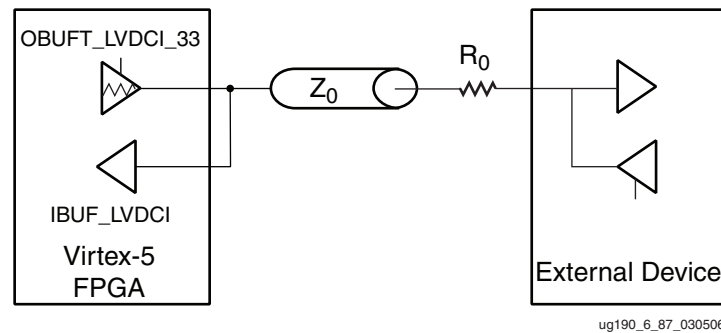 OBUFT_LVDCI_33
R0
Z0
IBUF_LVDCI
Virtex-5
FPGA
External Device
ug190_6_87_030506